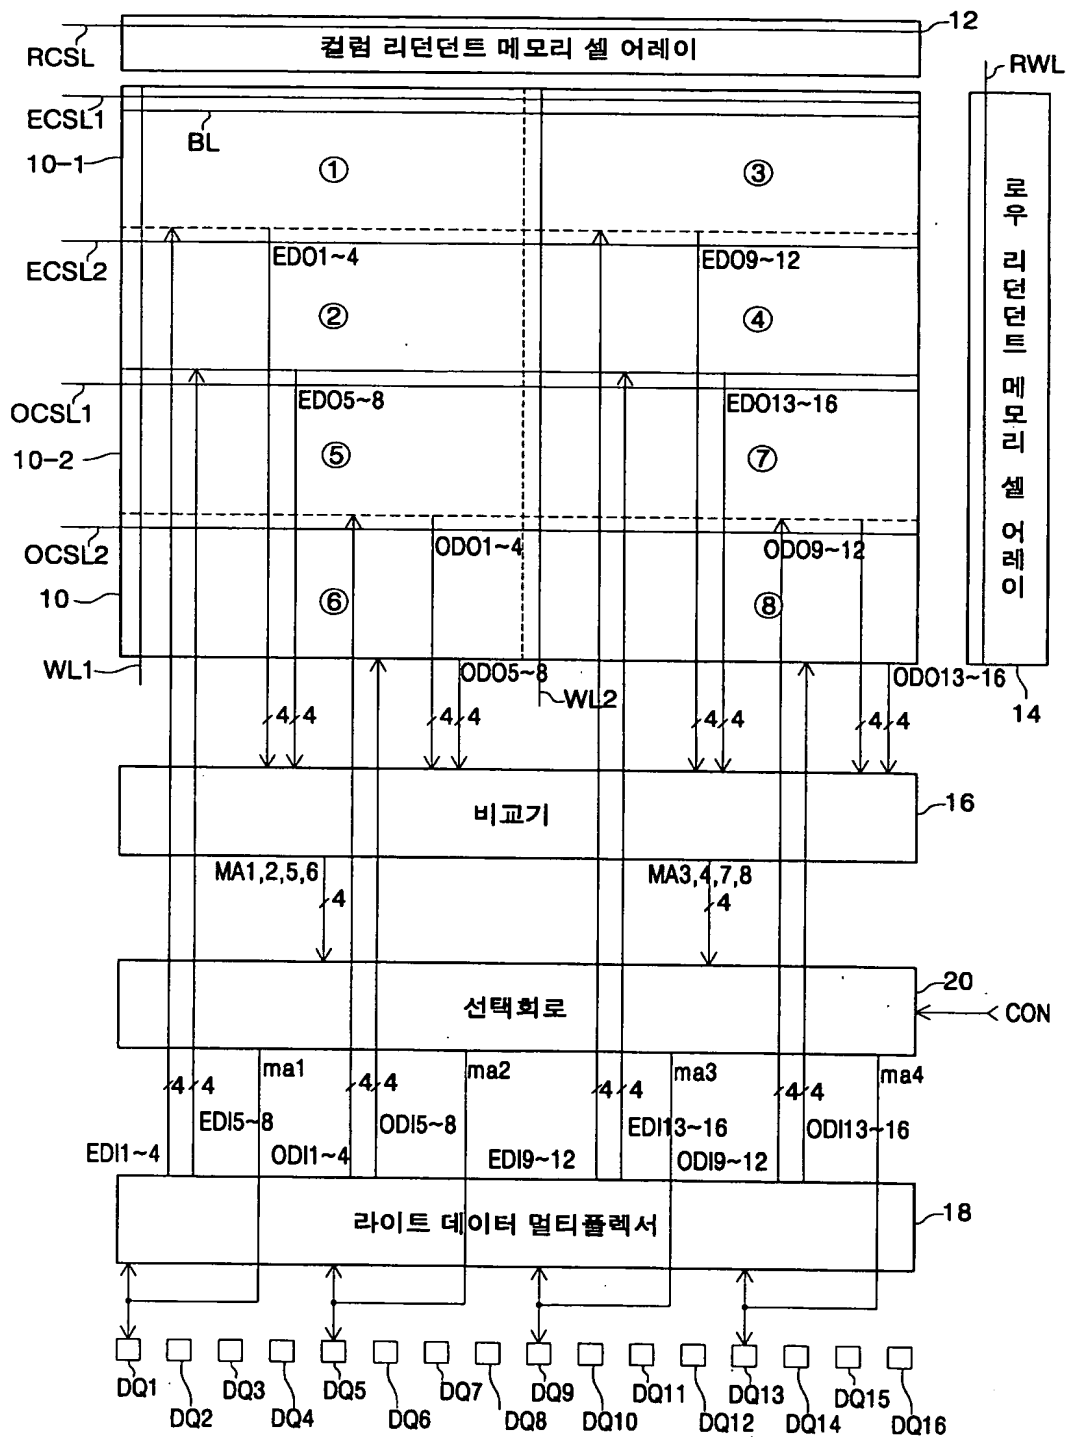 12
컬럼 리던던트 메모리 셀 어레이
RCSL
RWL
ECSL1
BL
10-1
①
③
로우 리던던트 메모리 셀 어레이
ECSL2
EDO1~4
EDO9~12
②
④
OCSL1
EDO5~8
EDO13~16
10-2
⑤
⑦
OCSL2
ODO1~4
ODO9~12
10
⑥
⑧
WL1
ODO5~8
WL2
ODO13~16
14
4 4 4 4 4 4 4 4
비교기
16
MA1,2,5,6
MA3,4,7,8
4
4
선택회로
20
CON
ma1
ma2
ma3
ma4
4 4 4 4 4 4 4 4
EDI5~8
ODI5~8
EDI13~16
ODI13~16
EDI1~4
ODI1~4
EDI9~12
ODI9~12
라이트 데이터 멀티플렉서
18
DQ1
DQ3
DQ5
DQ7
DQ9
DQ11
DQ13
DQ15
DQ2
DQ4
DQ6
DQ8
DQ10
DQ12
DQ14
DQ16